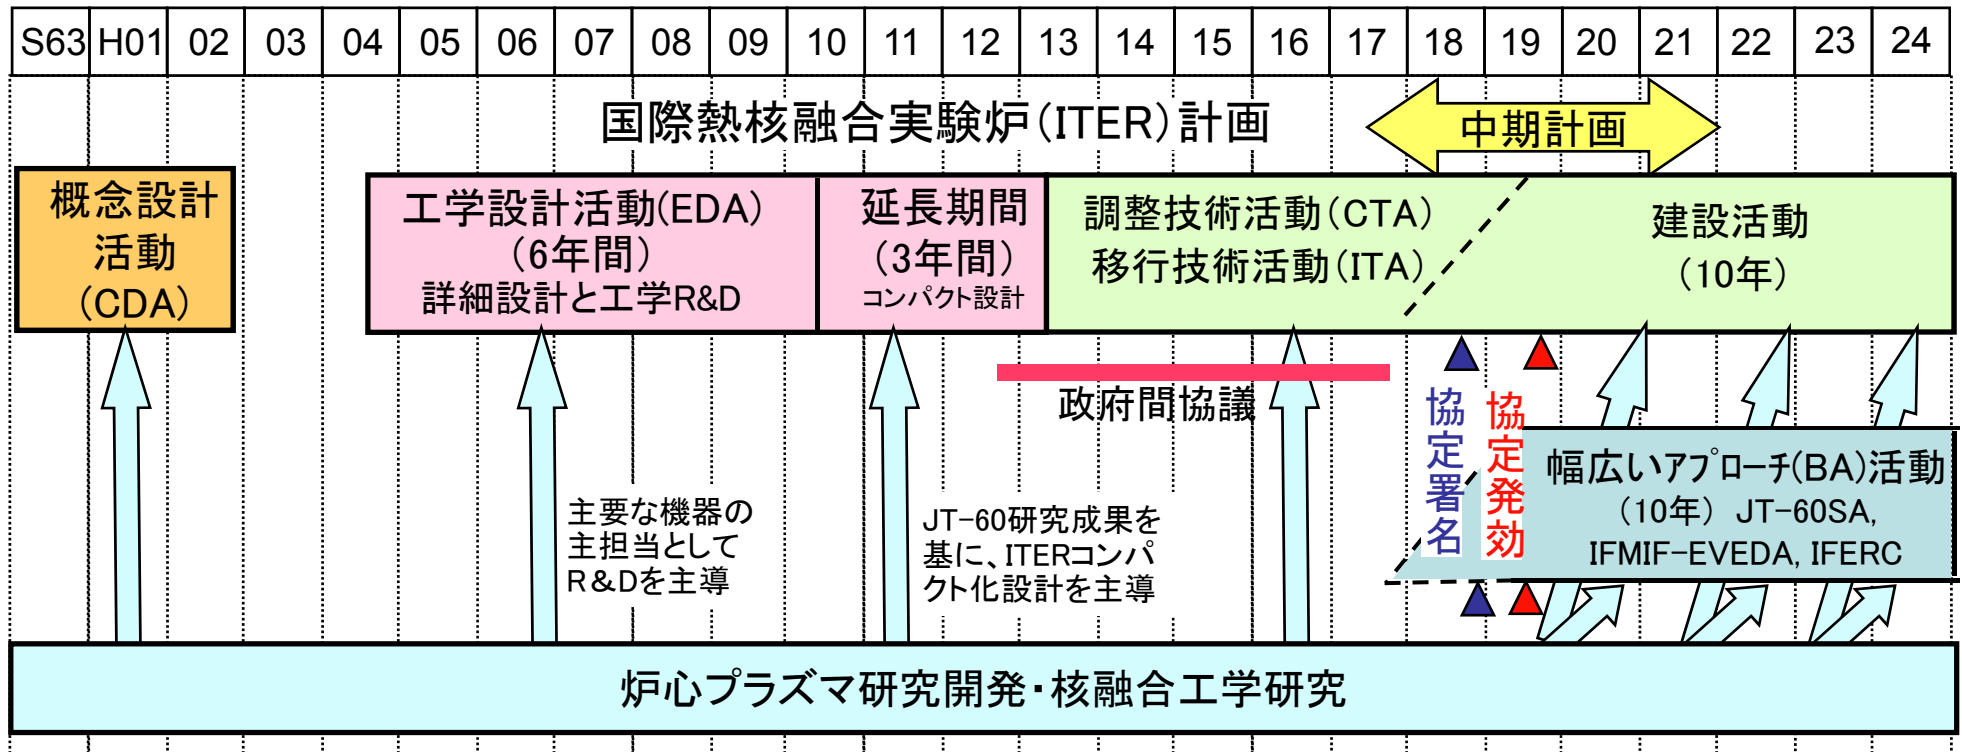 S63 H01 02 03 04 05 06 07 08 09 10 11 12 13 14 15 16 17 18 19 20 21 22 23 24
国際熱核融合実験炉(ITER)計画
中期計画
概念設計
活動
(CDA)
工学設計活動(EDA)
(6年間)
詳細設計と工学R&D
延長期間
(3年間)
コンパクト設計
調整技術活動(CTA)
移行技術活動(ITA)
建設活動
(10年)
政府間協議
協定署名
協定発効
幅広いアプローチ(BA)活動
(10年) JT-60SA,
IFMIF-EVEDA, IFERC
主要な機器の
主担当として
R&Dを主導
JT-60研究成果を
基に、ITERコンパ
クト化設計を主導
炉心プラズマ研究開発・核融合工学研究